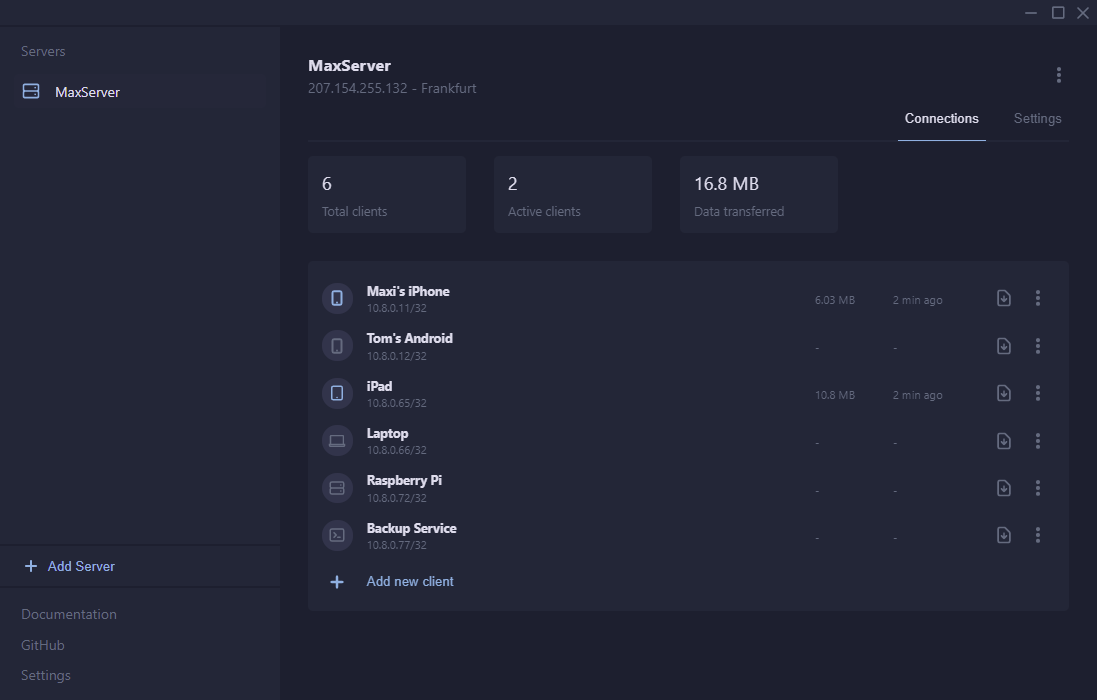 Servers
MaxServer
Add Server
Documentation
GitHub
Settings
MaxServer
207.154.255.132 - Frankfurt
Connections Settings
6
Total clients
2
Active clients
16.8 MB
Data transferred
Maxi's iPhone
10.8.0.11/32
6.03 MB 2 min ago
Tom's Android
10.8.0.12/32
- -
iPad
10.8.0.65/32
10.8 MB 2 min ago
Laptop
10.8.0.66/32
- -
Raspberry Pi
10.8.0.72/32
- -
Backup Service
10.8.0.77/32
- -
Add new client